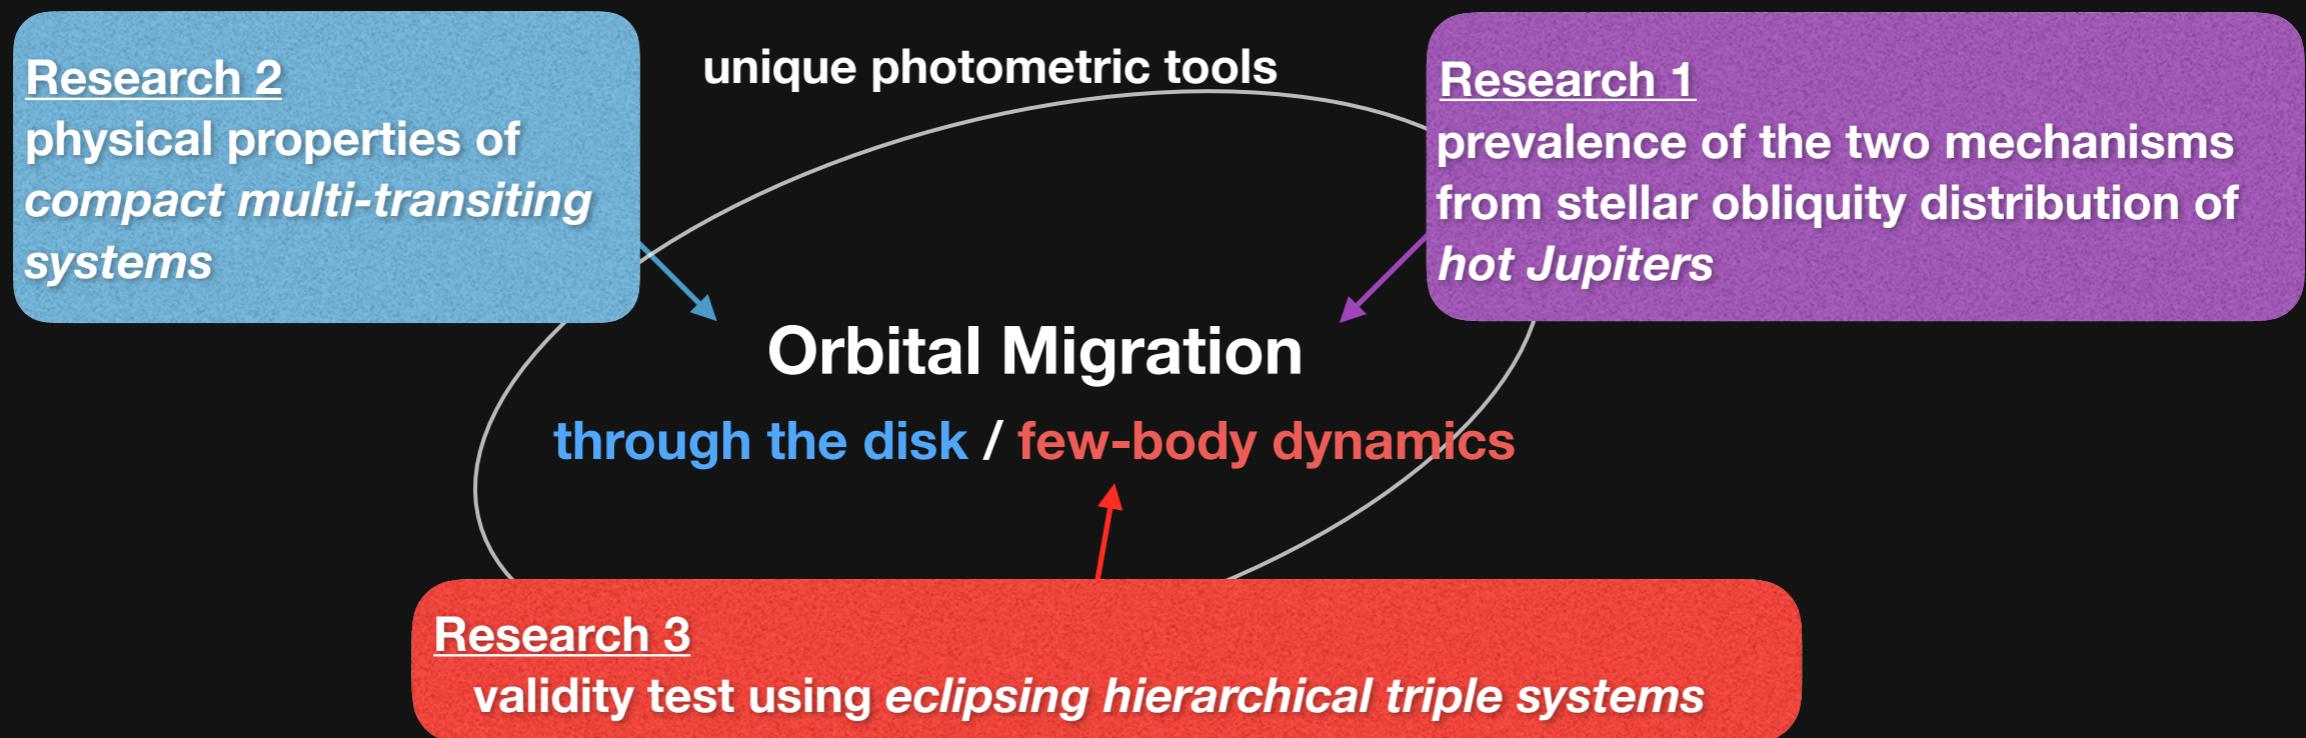 Research 2
physical properties of
compact multi-transiting
systems
unique photometric tools
Research 1
prevalence of the two mechanisms
from stellar obliquity distribution of
hot Jupiters
Orbital Migration
through the disk / few-body dynamics
Research 3
validity test using eclipsing hierarchical triple systems